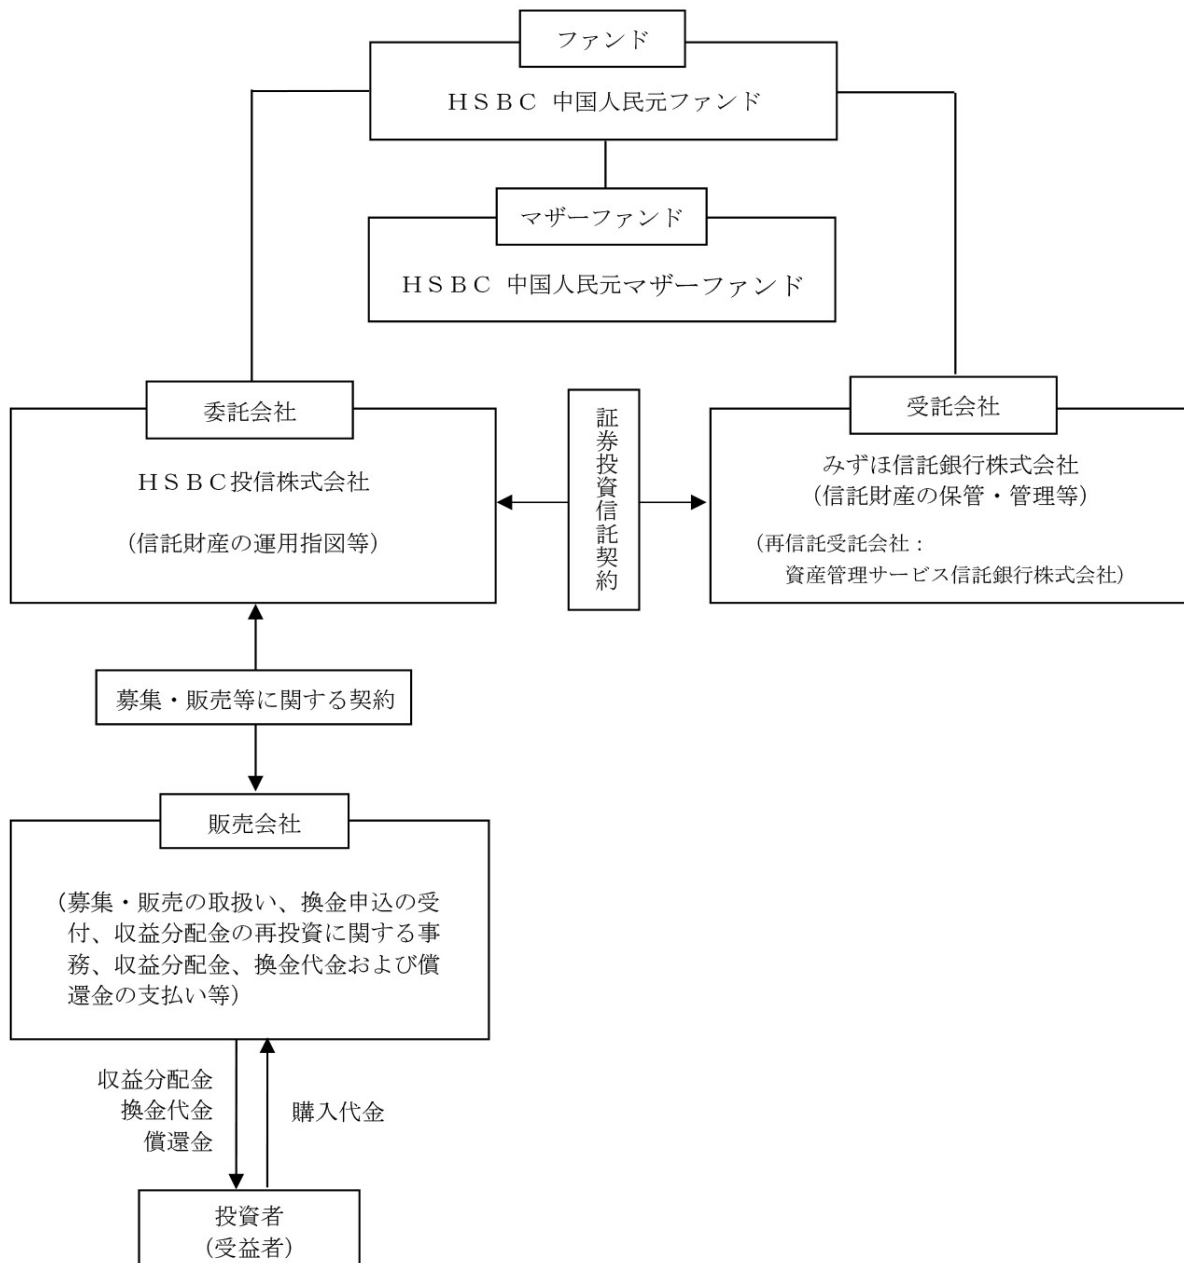 ファンド
ＨＳＢＣ 中国人民元ファンド
マザーファンド
ＨＳＢＣ 中国人民元マザーファンド
委託会社
ＨＳＢＣ投信株式会社
（信託財産の運用指図等）
証券投資信託契約
受託会社
みずほ信託銀行株式会社
（信託財産の保管・管理等）
（再信託受託会社：
資産管理サービス信託銀行株式会社）
募集・販売等に関する契約
販売会社
（募集・販売の取扱い、換金申込の受
付、収益分配金の再投資に関する事
務、収益分配金、換金代金および償
還金の支払い等）
収益分配金
換金代金
償還金
購入代金
投資者
（受益者）